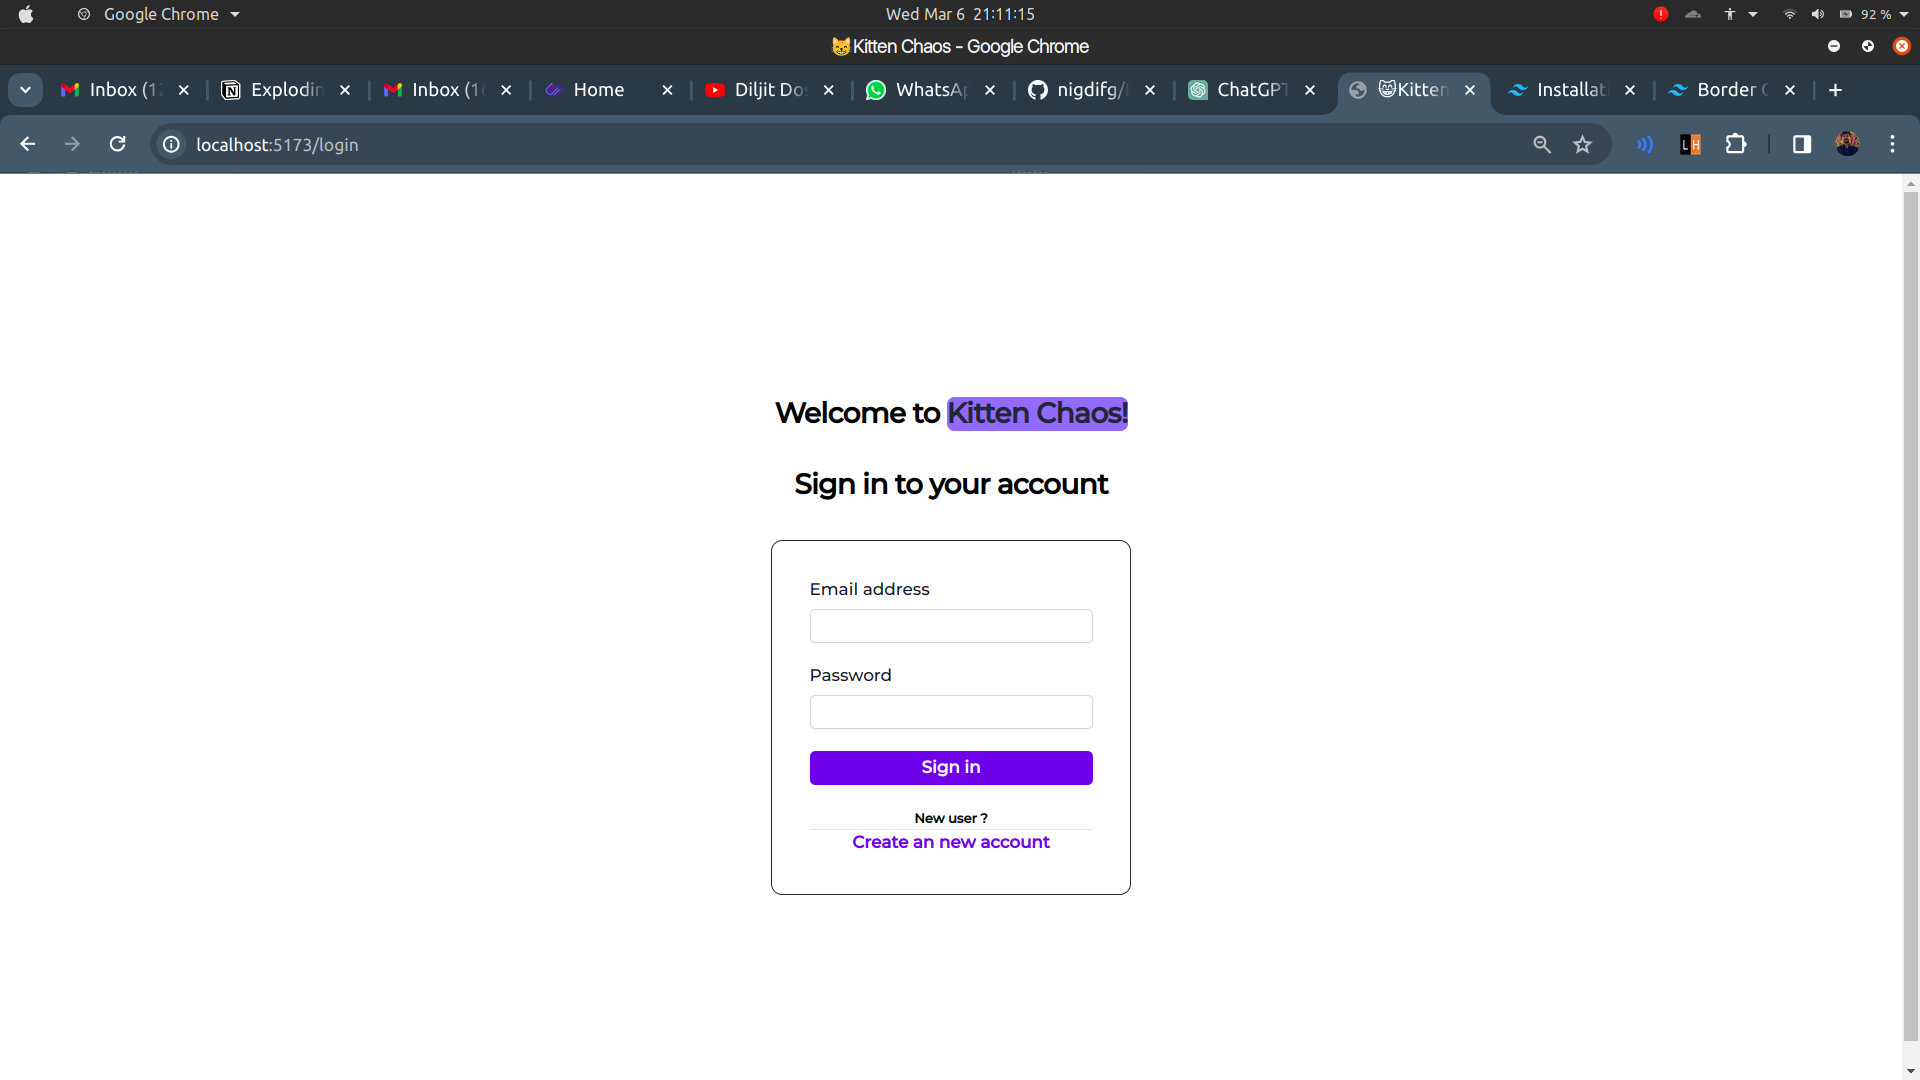 Google Chrome
Wed Mar 6 21:11:15
92 %
😸Kitten Chaos - Google Chrome
Inbox (1
Explodin
Inbox (16
Home
Diljit Dos
WhatsAp
nigdifg/
ChatGPT
😸Kitten
Installat
Border C
localhost:5173/login
Welcome to Kitten Chaos!
Sign in to your account
Email address
Password
Sign in
New user ?
Create an new account